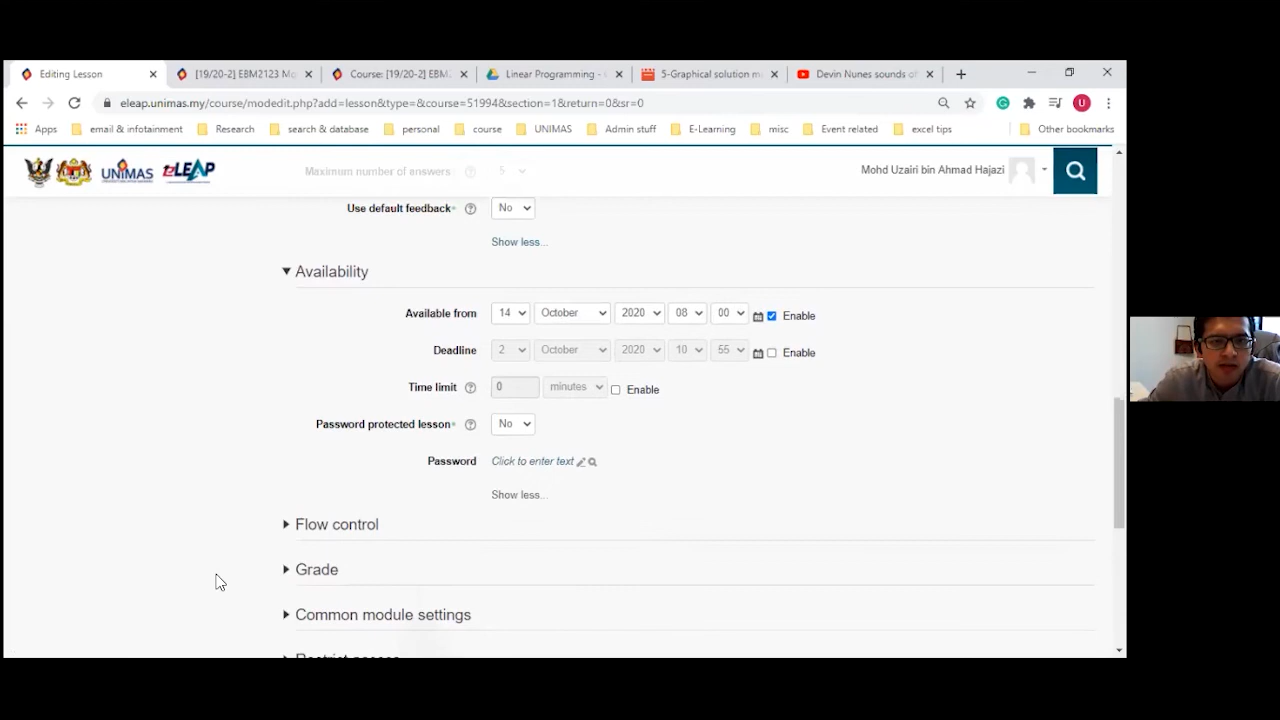 Editing Lesson
[19/20-2] EBM2123 Mo
Course: [19/20-2] EBM
Linear Programming -
5-Graphical solution m
Devin Nunes sounds of
eleap.unimas.my/course/modedit.php?add=lesson&type=&course=51994&section=1&return=0&sr=0
U
Apps
email & infotainment
Research
search & database
personal
course
UNIMAS
Admin stuff
E-Learning
misc
Event related
excel tips
Other bookmarks
UNIMAS
eLEAP
Mohd Uzairi bin Ahmad Hajazi
Maximum number of answers 5
Use default feedback No
Show less...
Availability
Available from 14 October 2020 08 00 Enable
Deadline 2 October 2020 10 55 Enable
Time limit 0 minutes Enable
Password protected lesson No
Password Click to enter text
Show less...
Flow control
Grade
Common module settings
Restrict access